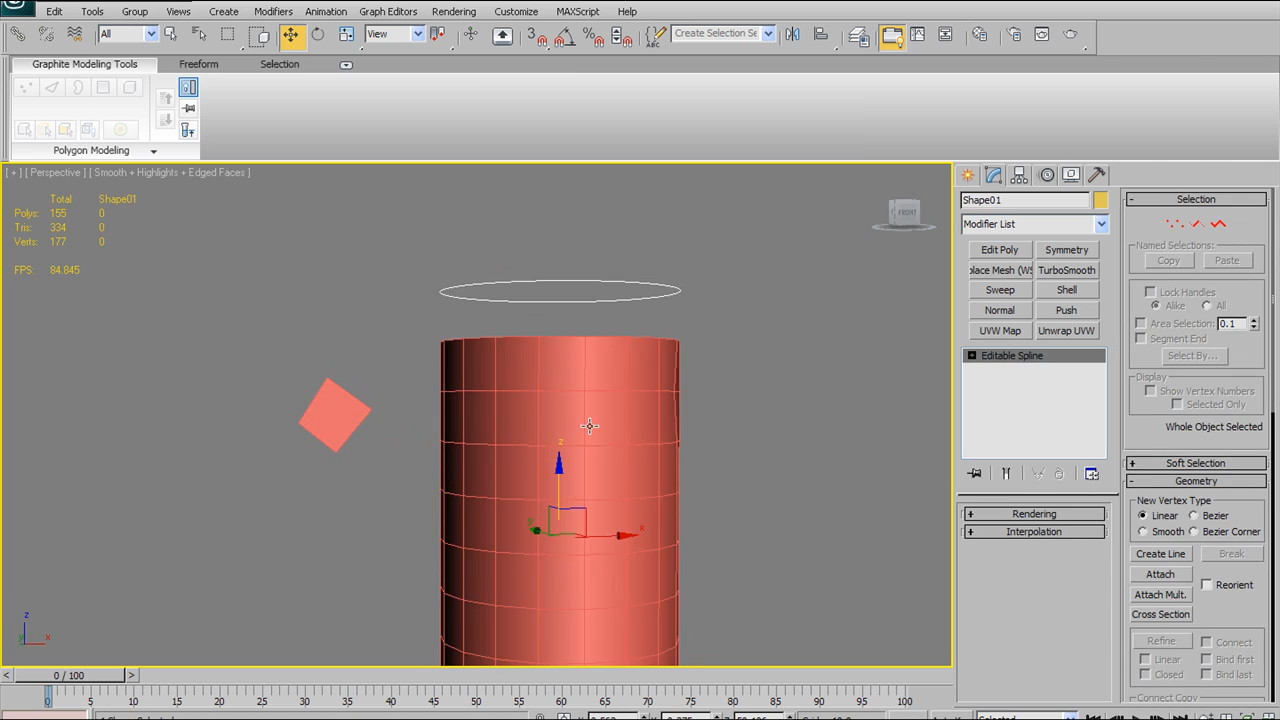 Edit Tools Group Views Create Modifiers Animation Graph Editors Rendering Customize MAXScript Help
All View Create Selection Se
Graphite Modeling Tools Freeform Selection
Polygon Modeling
[ + ] [ Perspective ] [ Smooth + Highlights + Edged Faces ]
Total Shape01
Polys: 155 0
Tris: 334 0
Verts: 177 0
FPS: 84.845
FRONT
z
y
x
z
y
x
Shape01
Modifier List
Edit Poly Symmetry
place Mesh (WS TurboSmooth
Sweep Shell
Normal Push
UVW Map Unwrap UVW
Editable Spline
+ Rendering
+ Interpolation
- Selection
Named Selections:
Copy Paste
Lock Handles
Alike All
Area Selection: 0.1
Segment End
Select By...
Display
Show Vertex Numbers
Selected Only
Whole Object Selected
+ Soft Selection
- Geometry
New Vertex Type
Linear Bezier
Smooth Bezier Corner
Create Line Break
Attach Reorient
Attach Mult.
Cross Section
Refine Connect
Linear Bind first
Closed Bind last
Connect Copy
< 0 / 100 >
0 5 10 15 20 25 30 35 40 45 50 55 60 65 70 75 80 85 90 95 100
Selected